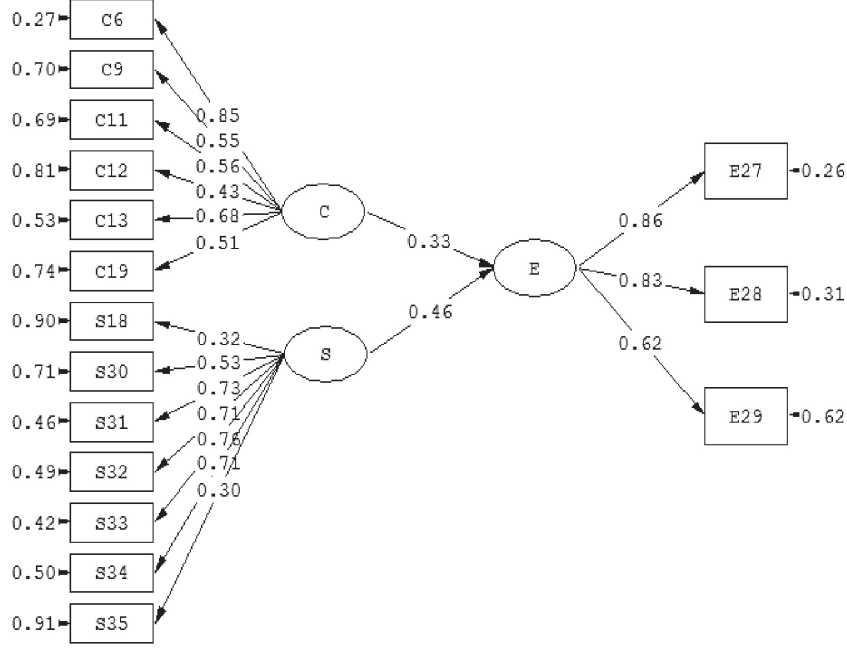 0.27 C6
0.70 C9
0.69 C11
0.85
0.55
0.81 C12
0.56
0.43
0.53 C13
0.68
0.74 C19
0.51
C
0.33
E
0.46
0.90 S18
0.32
0.71 S30
0.53
S
0.46 S31
0.73
0.71
0.49 S32
0.76
0.71
0.42 S33
0.30
0.50 S34
0.91 S35
0.86
E27 0.26
0.83
E28 0.31
0.62
E29 0.62